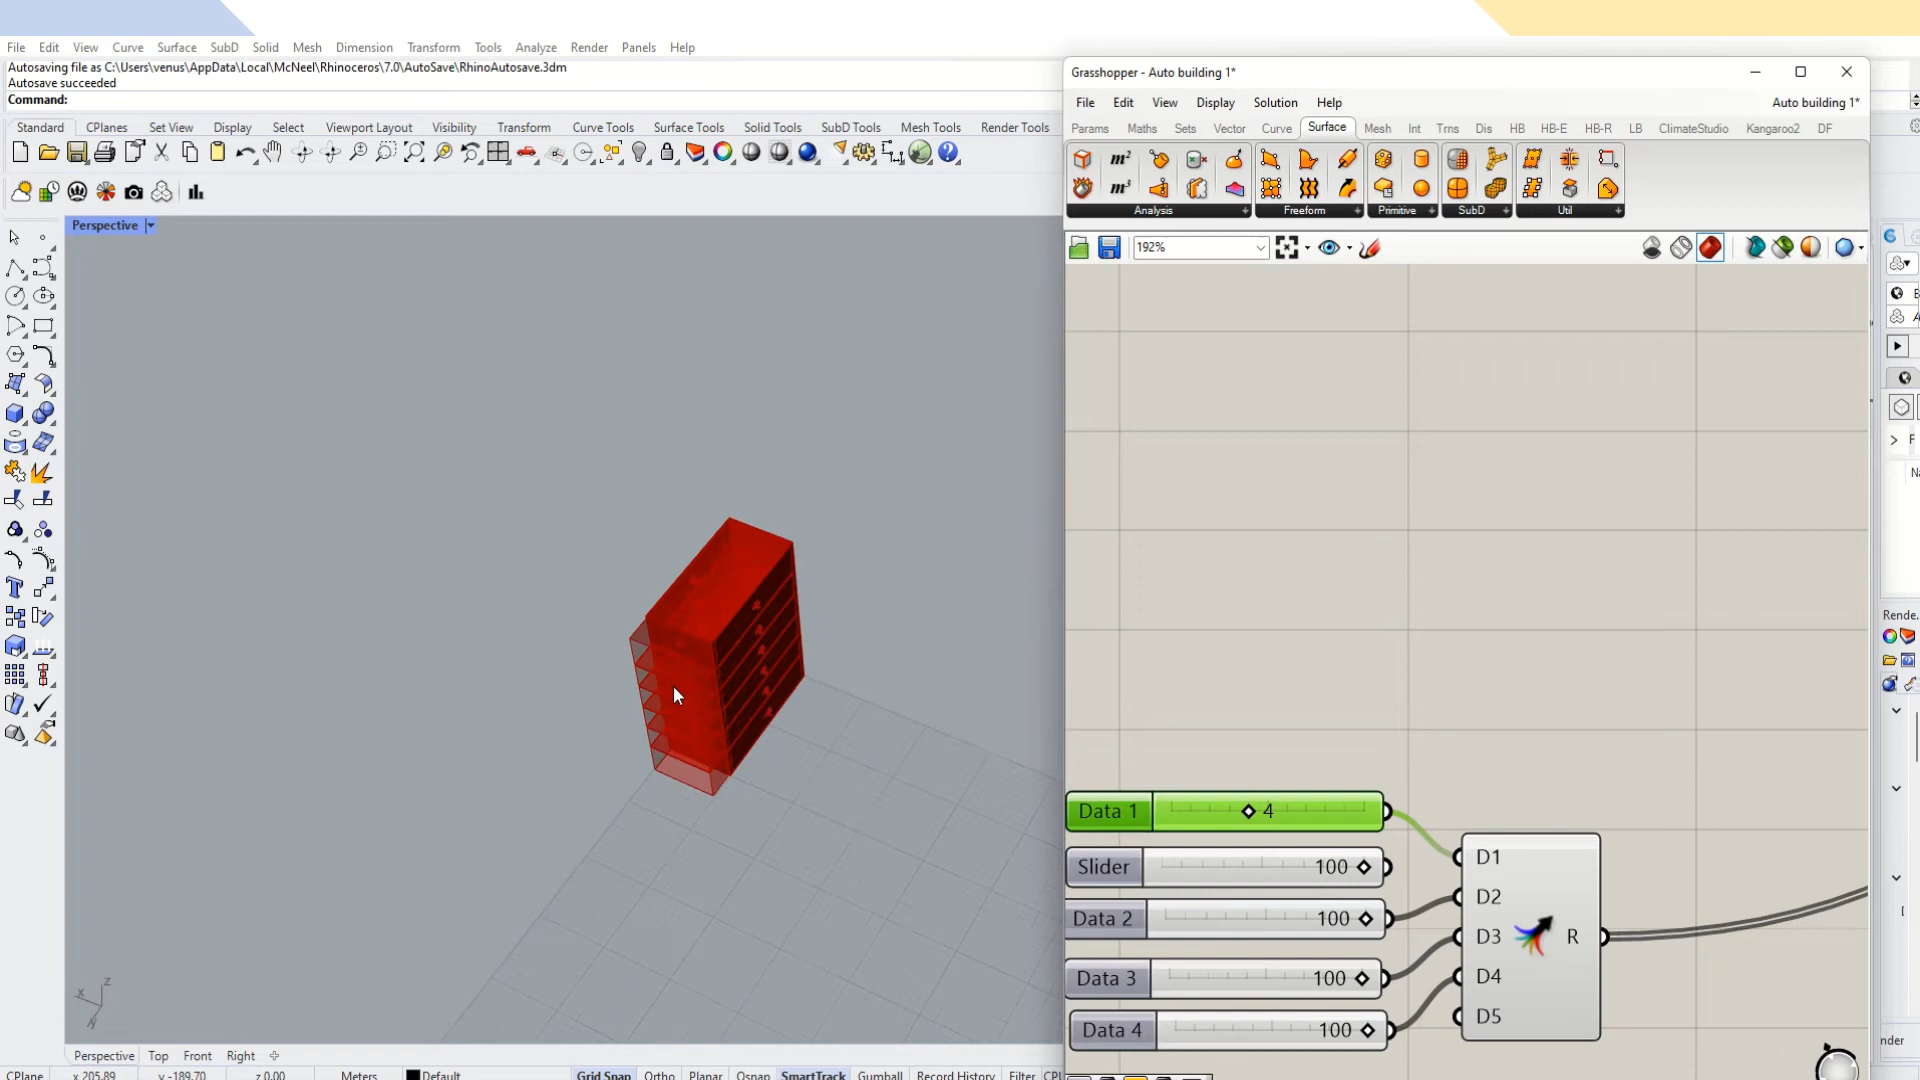 File Edit View Curve Surface SubD Solid Mesh Dimension Transform Tools Analyze Render Panels Help
Autosaving file as C:\Users\venus\AppData\Local\McNeel\Rhinoceros\7.0\AutoSave\RhinoAutosave.3dm
Autosave succeeded
Command:
Standard CPlanes Set View Display Select Viewport Layout Visibility Transform Curve Tools Surface Tools Solid Tools SubD Tools Mesh Tools Render Tools
Perspective
Grasshopper - Auto building 1*
File Edit View Display Solution Help Auto building 1*
Params Maths Sets Vector Curve Surface Mesh Int Trns Dis HB HB-E HB-R LB ClimateStudio Kangaroo2 DF
m²
m³
Analysis Freeform Primitive SubD Util
192%
Data 1 4
Slider 100
Data 2 100
Data 3 100
Data 4 100
D1
D2
D3 R
D4
D5
Rende.
nder
z
x
y
Perspective Top Front Right
CPlane x 205.89 y -189.70 z 0.00 Meters Default Grid Snap Ortho Planar Osnap SmartTrack Gumball Record History Filter